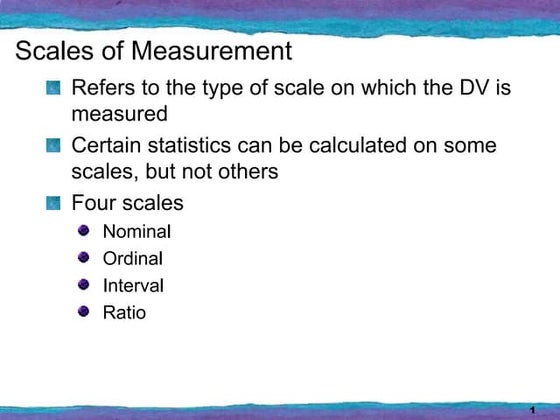 Scales of Measurement
Refers to the type of scale on which the DV is
measured
Certain statistics can be calculated on some
scales, but not others
Four scales
Nominal
Ordinal
Interval
Ratio
1